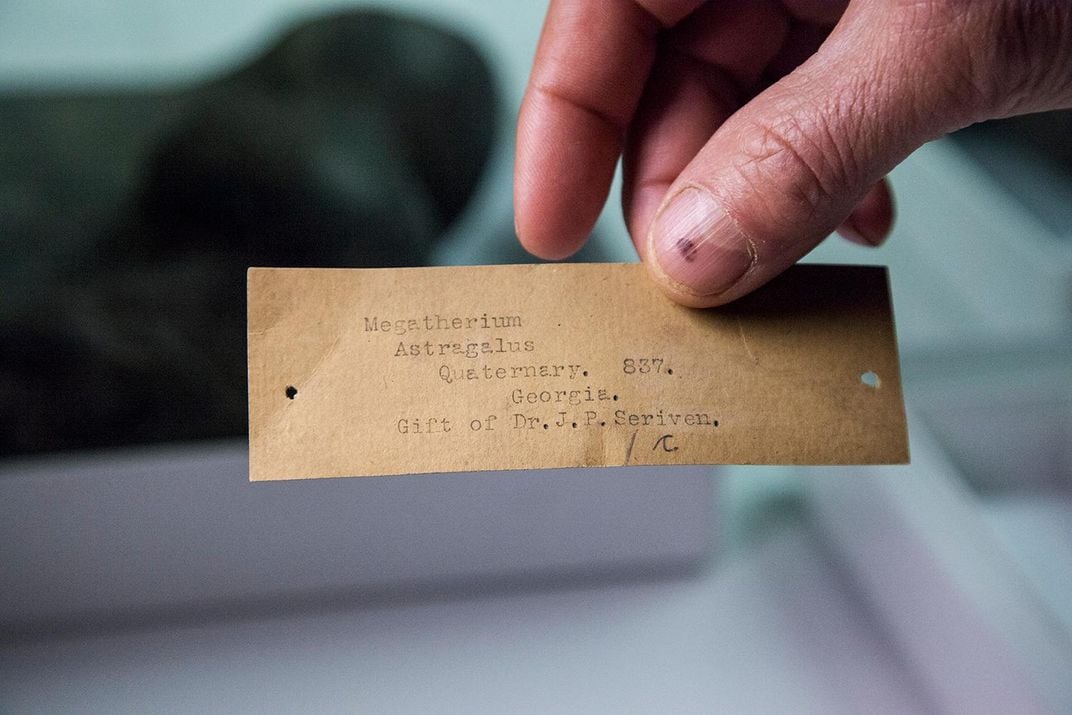 Megatherium
Astragalus
Quaternary. 837.
Georgia.
Gift of Dr. J. P. Seriven.
/ c